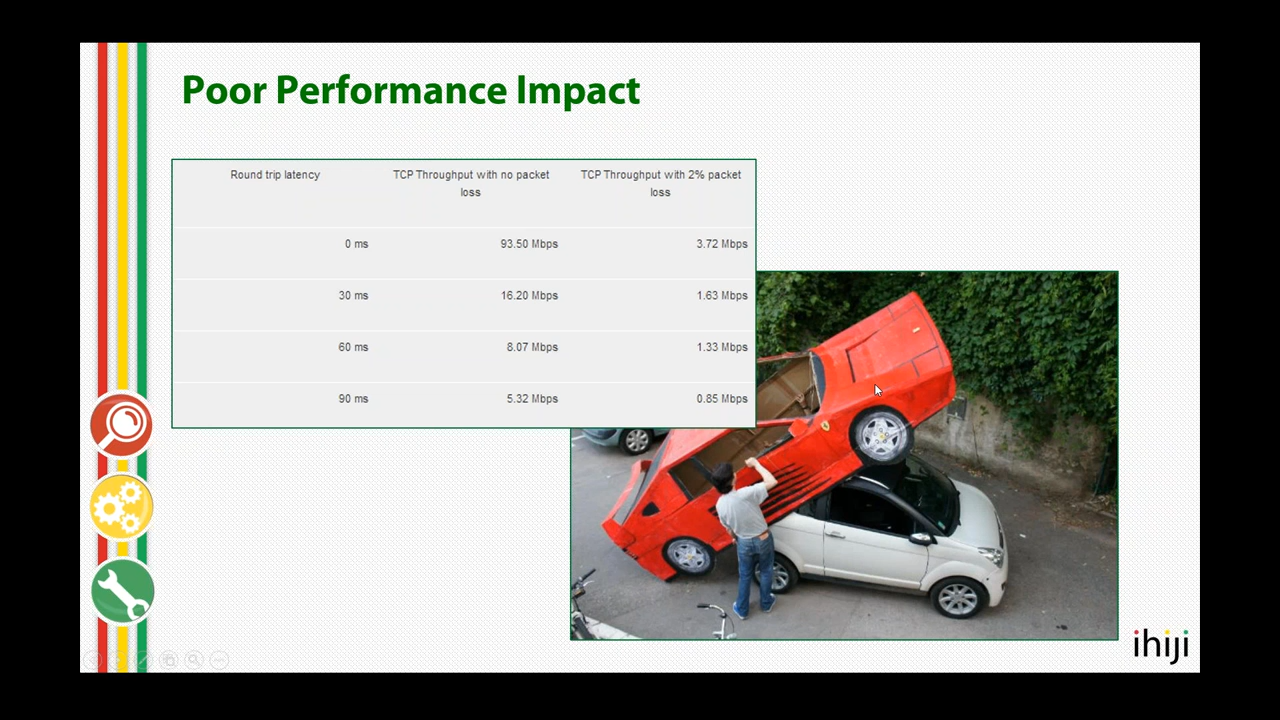 Poor Performance Impact
Round trip latency
TCP Throughput with no packet
loss
TCP Throughput with 2% packet
loss
0 ms
93.50 Mbps
3.72 Mbps
30 ms
16.20 Mbps
1.63 Mbps
60 ms
8.07 Mbps
1.33 Mbps
90 ms
5.32 Mbps
0.85 Mbps
ihiji